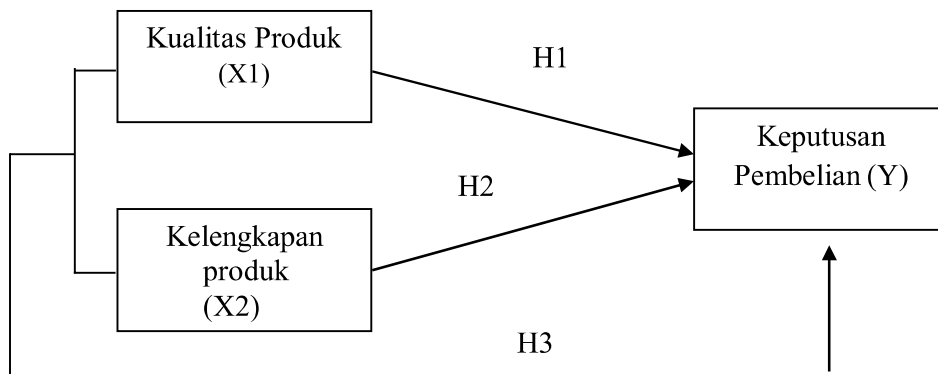 Kualitas Produk
(X1)
H1
Keputusan
Pembelian (Y)
H2
Kelengkapan
produk
(X2)
H3